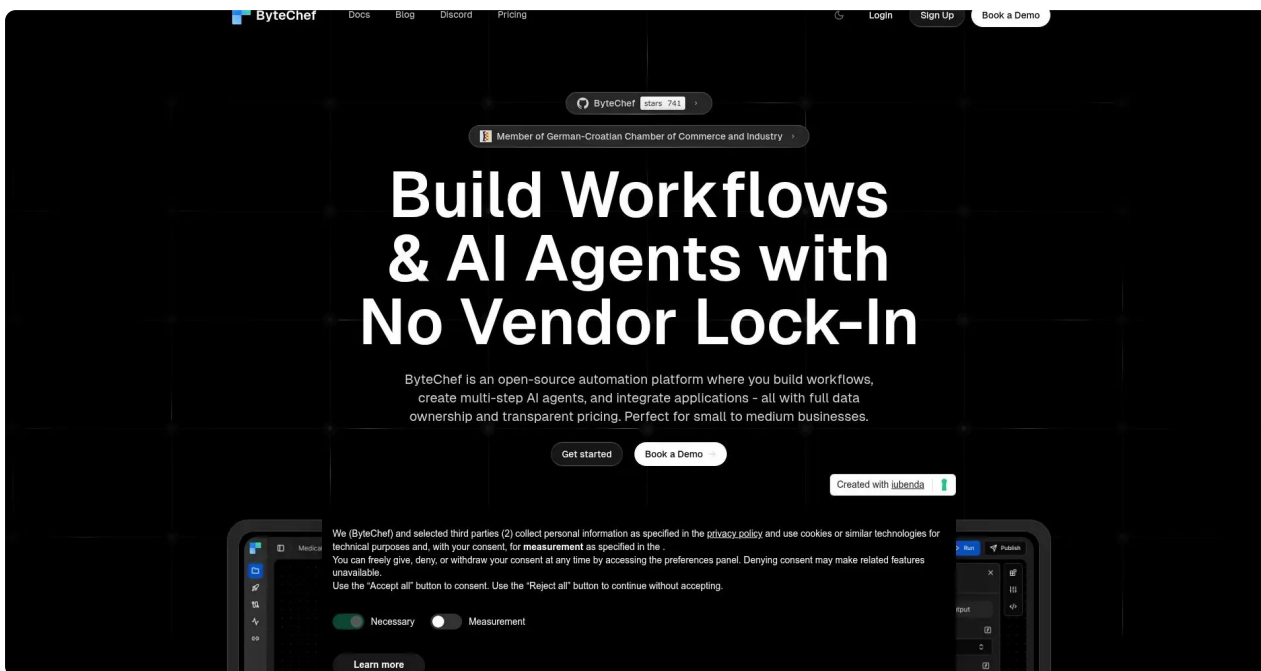 ByteChef Docs Blog Discord Pricing Login Sign Up Book a Demo
ByteChef stars 741
Member of German-Croatian Chamber of Commerce and Industry
Build Workflows
& AI Agents with
No Vendor Lock-In
ByteChef is an open-source automation platform where you build workflows,
create multi-step AI agents, and integrate applications - all with full data
ownership and transparent pricing. Perfect for small to medium businesses.
Get started Book a Demo
Created with iubenda
We (ByteChef) and selected third parties (2) collect personal information as specified in the privacy policy and use cookies or similar technologies for
technical purposes and, with your consent, for measurement as specified in the .
You can freely give, deny, or withdraw your consent at any time by accessing the preferences panel. Denying consent may make related features
unavailable.
Use the “Accept all” button to consent. Use the “Reject all” button to continue without accepting.
Medica Run Publish
Necessary Measurement
Learn more